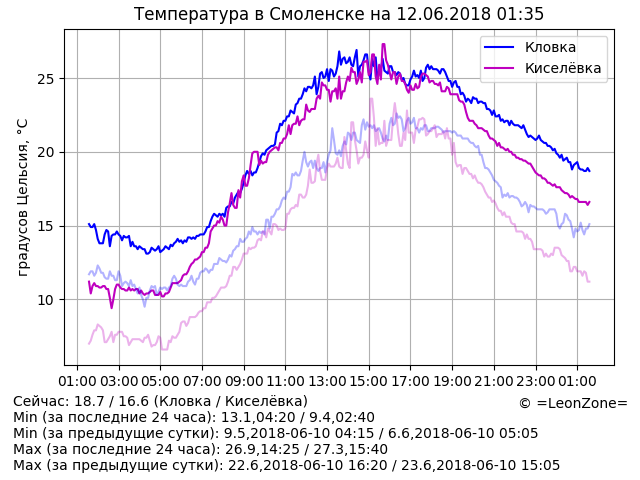 Температура в Смоленске на 12.06.2018 01:35
Кловка
Киселёвка
градусов Цельсия, °C
25
20
15
10
01:00 03:00 05:00 07:00 09:00 11:00 13:00 15:00 17:00 19:00 21:00 23:00 01:00
Сейчас: 18.7 / 16.6 (Кловка / Киселёвка)
© =LeonZone=
Min (за последние 24 часа): 13.1,04:20 / 9.4,02:40
Min (за предыдущие сутки): 9.5,2018-06-10 04:15 / 6.6,2018-06-10 05:05
Max (за последние 24 часа): 26.9,14:25 / 27.3,15:40
Max (за предыдущие сутки): 22.6,2018-06-10 16:20 / 23.6,2018-06-10 15:05